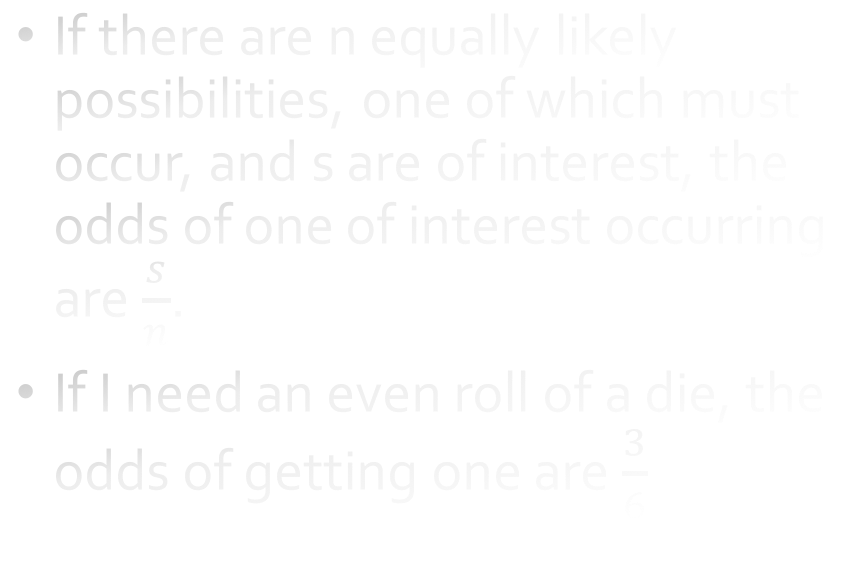 • If there are n equally likely
possibilities, one of which must
occur, and s are of interest, the
odds of one of interest occurring
are s/n.
• If I need an even roll of a die, the
odds of getting one are 3/6